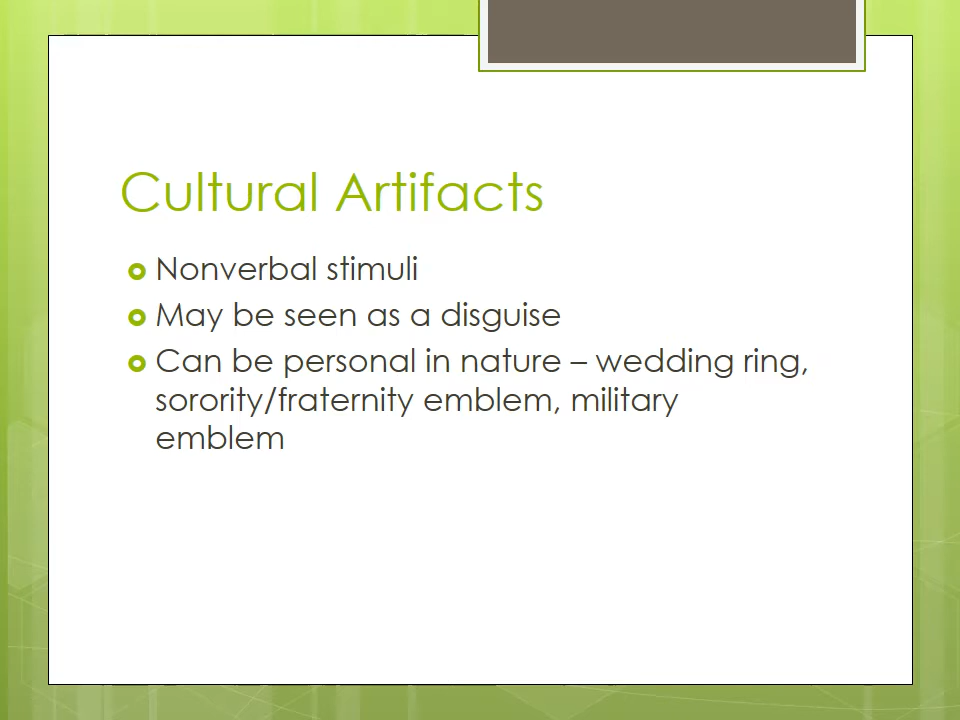 Cultural Artifacts
Nonverbal stimuli
May be seen as a disguise
Can be personal in nature – wedding ring,
sorority/fraternity emblem, military
emblem